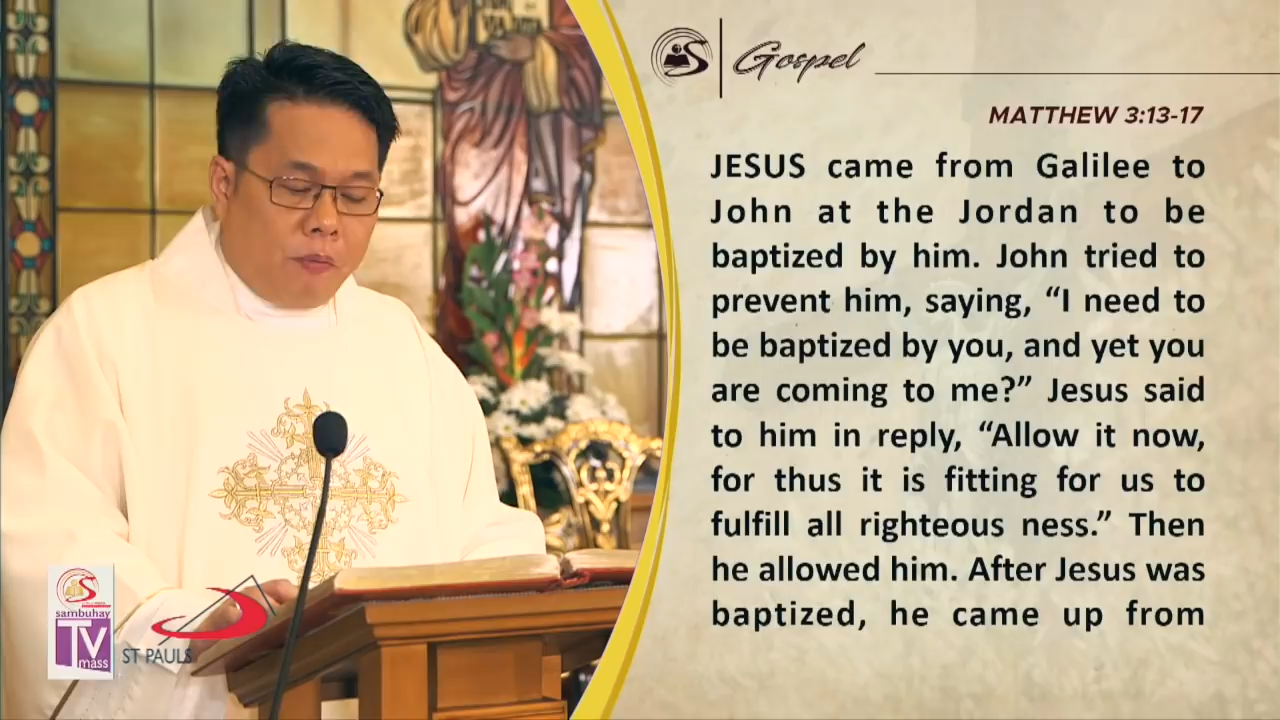 Gospel
MATTHEW 3:13-17
JESUS came from Galilee to
John at the Jordan to be
baptized by him. John tried to
prevent him, saying, “I need to
be baptized by you, and yet you
are coming to me?” Jesus said
to him in reply, “Allow it now,
for thus it is fitting for us to
fulfill all righteous ness.” Then
he allowed him. After Jesus was
baptized, he came up from
sambuhay
TV
mass
ST PAULS